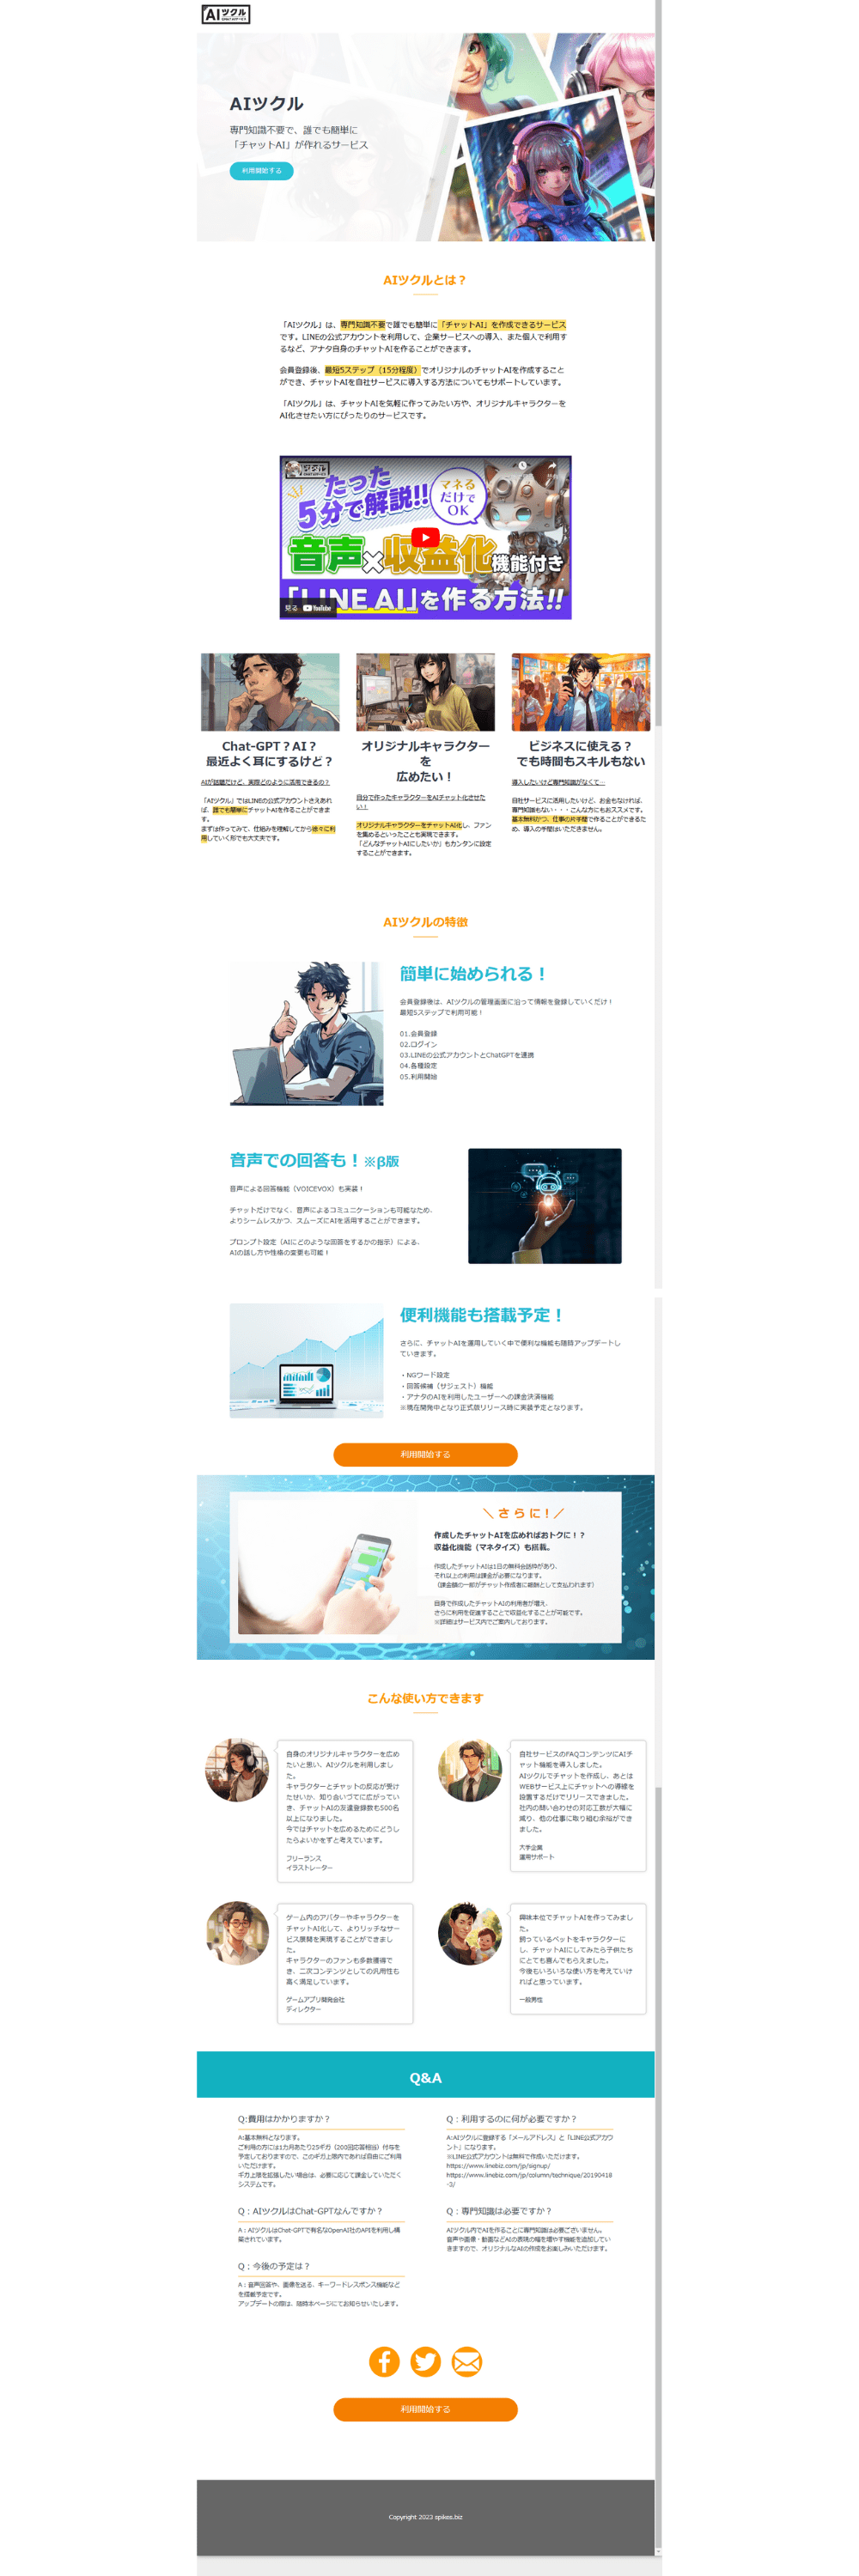 AIツクル
CHAT AIサービス
AIツクル
専門知識不要で、誰でも簡単に
「チャットAI」が作れるサービス
利用開始する
AIツクルとは？
「AIツクル」は、専門知識不要で誰でも簡単に「チャットAI」を作成できるサービス
です。LINEの公式アカウントを利用して、企業サービスへの導入、また個人で利用す
るなど、アナタ自身のチャットAIを作ることができます。
会員登録後、最短5ステップ（15分程度）でオリジナルのチャットAIを作成すること
ができ、チャットAIを自社サービスに導入する方法についてもサポートしています。
「AIツクル」は、チャットAIを気軽に作ってみたい方や、オリジナルキャラクターを
AI化させたい方にぴったりのサービスです。
たった
5分で解説!!
マネる
だけで
OK
音声×収益化機能付き
「LINE AI」を作る方法!!
見る YouTube
Chat-GPT？AI？
最近よく耳にするけど？
AIが話題だけど、実際どのように活用できるの？
「AIツクル」ではLINEの公式アカウントさえあれ
ば、誰でも簡単にチャットAIを作ることができま
す。
まずは作ってみて、仕組みを理解してから徐々に利
用していく形でも大丈夫です。
オリジナルキャラクター
を
広めたい！
自分で作ったキャラクターをAIチャット化させた
い！
オリジナルキャラクターをチャットAI化し、ファン
を集めるといったことも実現できます。
「どんなチャットAIにしたいか」もカンタンに設定
することができます。
ビジネスに使える？
でも時間もスキルもない
導入したいけど専門知識がなくて…
自社サービスに活用したいけど、お金もなければ、
専門知識もない・・・こんな方にもおススメです。
基本無料かつ、仕事の片手間で作ることができるた
め、導入の手間はいただきません。
AIツクルの特徴
簡単に始められる！
会員登録後は、AIツクルの管理画面に沿って情報を登録していくだけ！
最短5ステップで利用可能！
01.会員登録
02.ログイン
03.LINEの公式アカウントとChatGPTを連携
04.各種設定
05.利用開始
音声での回答も！※β版
音声による回答機能（VOICEVOX）も実装！
チャットだけでなく、音声によるコミュニケーションも可能なため、
よりシームレスかつ、スムーズにAIを活用することができます。
プロンプト設定（AIにどのような回答をするかの指示）による、
AIの話し方や性格の変更も可能！
便利機能も搭載予定！
さらに、チャットAIを運用していく中で便利な機能も随時アップデートし
ていきます。
・NGワード設定
・回答候補（サジェスト）機能
・アナタのAIを利用したユーザーへの課金決済機能
※現在開発中となり正式版リリース時に実装予定となります。
利用開始する
＼ さ ら に！／
作成したチャットAIを広めればおトクに！？
収益化機能（マネタイズ）も搭載。
作成したチャットAIは1日の無料会話枠があり、
それ以上の利用は課金が必要になります。
（課金額の一部がチャット作成者に報酬として支払われます）
自身で作成したチャットAIの利用者が増え、
さらに利用を促進することで収益化することが可能です。
※詳細はサービス内でご案内しております。
こんな使い方できます
自身のオリジナルキャラクターを広め
たいと思い、AIツクルを利用しまし
た。
キャラクターとチャットの反応が受け
たせいか、知り合いづてに広がってい
き、チャットAIの友達登録数も500名
以上になりました。
今ではチャットを広めるためにどうし
たらよいかをずと考えています。
フリーランス
イラストレーター
自社サービスのFAQコンテンツにAIチ
ャット機能を導入しました。
AIツクルでチャットを作成し、あとは
WEBサービス上にチャットへの導線を
設置するだけでリリースできました。
社内の問い合わせの対応工数が大幅に
減り、他の仕事に取り組む余裕ができ
ました。
大手企業
運用サポート
ゲーム内のアバターやキャラクターを
チャットAI化して、よりリッチなサー
ビス展開を実現することができまし
た。
キャラクターのファンも多数獲得で
き、二次コンテンツとしての汎用性も
高く満足しています。
ゲームアプリ開発会社
ディレクター
興味本位でチャットAIを作ってみまし
た。
飼っているペットをキャラクターに
し、チャットAIにしてみたら子供たち
にとても喜んでもらえました。
今後もいろいろな使い方を考えていけ
ればと思っています。
一般男性
Q&A
Q:費用はかかりますか？
A:基本無料となります。
ご利用の方には1カ月あたり25ギガ（200回応答相当）付与を
予定しておりますので、このギガ上限内であれば自由にご利用
いただけます。
ギガ上限を拡張したい場合は、必要に応じて課金していただく
システムです。
Q：利用するのに何が必要ですか？
A:AIツクルに登録する「メールアドレス」と「LINE公式アカウ
ント」になります。
※LINE公式アカウントは無料で作成いただけます。
https://www.linebiz.com/jp/signup/
https://www.linebiz.com/jp/column/technique/20190418
-3/
Q：AIツクルはChat-GPTなんですか？
A：AIツクルはChat-GPTで有名なOpenAI社のAPIを利用し構
築されています。
Q：専門知識は必要ですか？
AIツクル内でAIを作ることに専門知識は必要ございません。
音声や画像・動画などAIの表現の幅を増やす機能を追加してい
きますので、オリジナルなAIの作成をお楽しみいただけます。
Q：今後の予定は？
A：音声回答や、画像を送る、キーワードレスポンス機能など
を搭載予定です。
アップデートの際は、随時本ページにてお知らせいたします。
利用開始する
Copyright 2023 spikes.biz